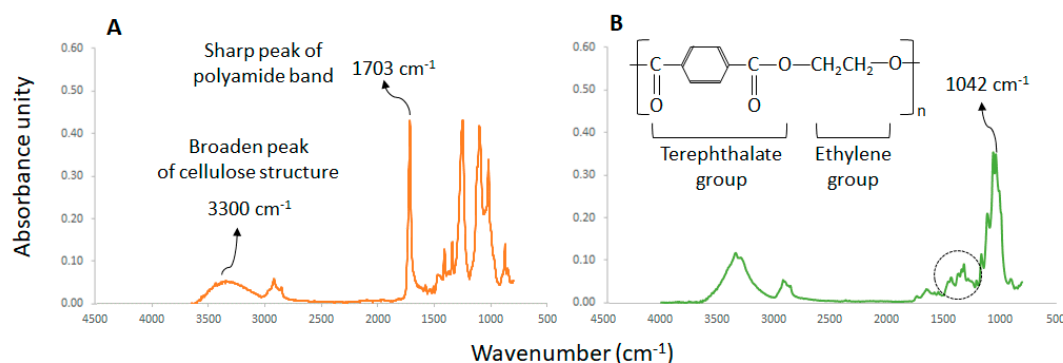 A
Sharp peak of
polyamide band
1703 cm-1
Broaden peak
of cellulose structure
3300 cm-1
Absorbance unity
0.60
0.50
0.40
0.30
0.20
0.10
0.00
4500 4000 3500 3000 2500 2000 1500 1000 500
B
C O
C O CH2CH2 O
O
n
Terephthalate
group
Ethylene
group
1042 cm-1
0.60
0.50
0.40
0.30
0.20
0.10
0.00
4500 4000 3500 3000 2500 2000 1500 1000 500
Wavenumber (cm-1)